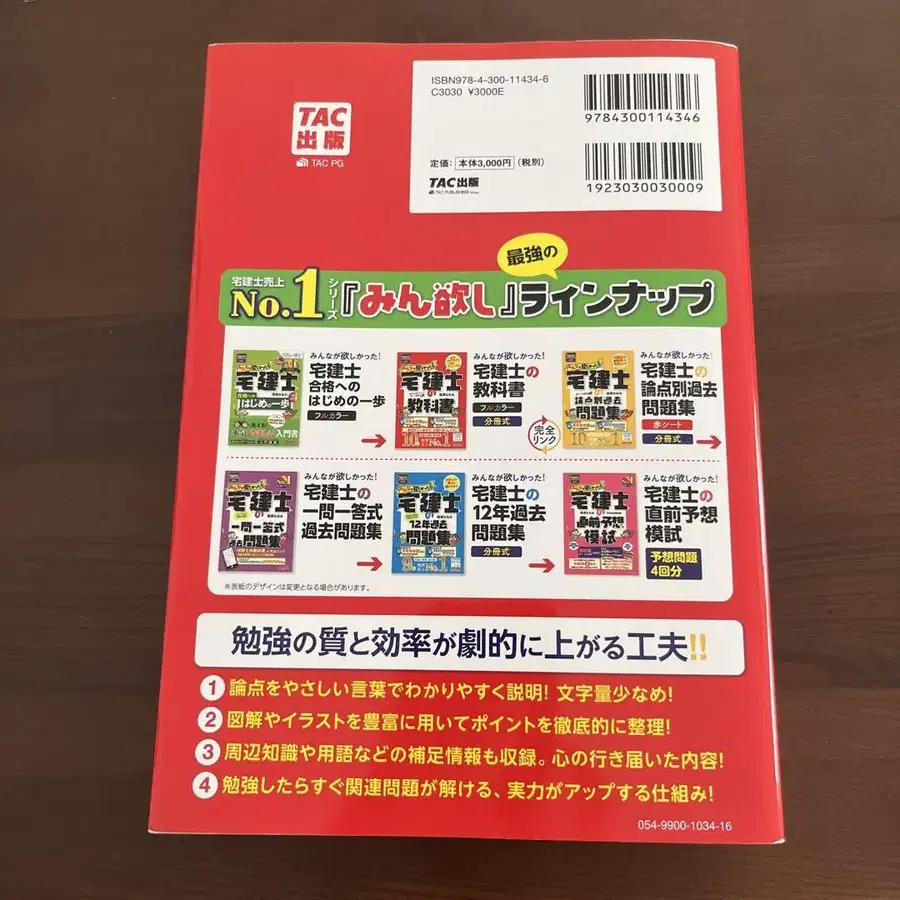 TAC
出版
TAC PG
ISBN978-4-300-11434-6
C3030 ¥3000E
9784300114346
定価：本体3,000円（税別）
TAC出版
1923030030009
最強の
宅建士売上
No.1
シリーズ
『みん欲し』ラインナップ
みんなが欲しかった!
宅建士
合格への
はじめの一歩
フルカラー
みんなが欲しかった!
宅建士の
教科書
フルカラー
分冊式
完全
リンク
みんなが欲しかった!
宅建士の
論点別過去
問題集
赤シート
分冊式
みんなが欲しかった!
宅建士の
一問一答式
過去問題集
みんなが欲しかった!
宅建士の
12年過去
問題集
分冊式
みんなが欲しかった!
宅建士の
直前予想
模試
予想問題
4回分
※表紙のデザインは変更となる場合があります。
勉強の質と効率が劇的に上がる工夫!!
1 論点をやさしい言葉でわかりやすく説明! 文字量少なめ!
2 図解やイラストを豊富に用いてポイントを徹底的に整理!
3 周辺知識や用語などの補足情報も収録。心の行き届いた内容!
4 勉強したらすぐ関連問題が解ける、実力がアップする仕組み!
054-9900-1034-16